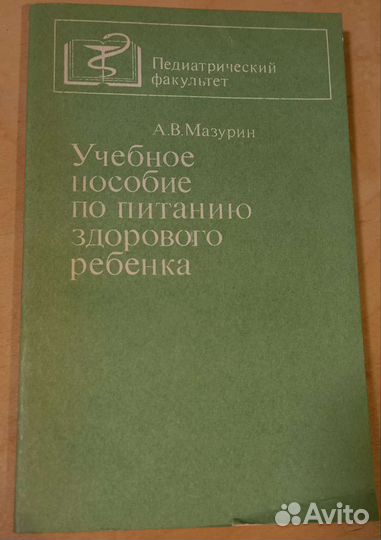 Педиатрический
факультет
А.В.Мазурин
Учебное
пособие
по питанию
здорового
ребенка
Avito